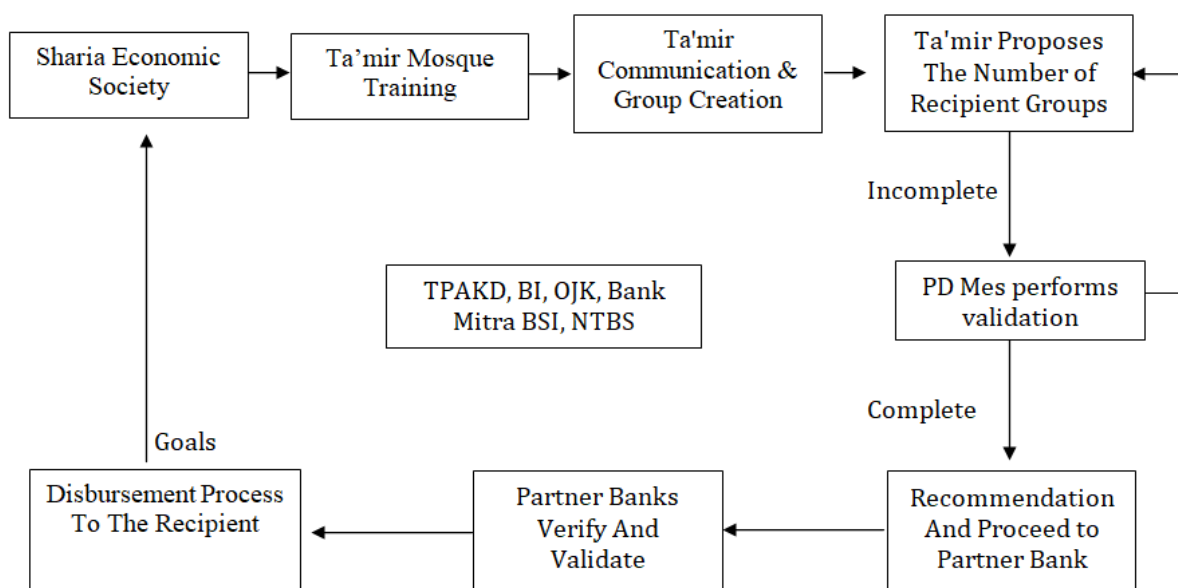 Sharia Economic
Society
Ta’mir Mosque
Training
Ta'mir
Communication &
Group Creation
Ta'mir Proposes
The Number of
Recipient Groups
Incomplete
TPAKD, BI, OJK, Bank
Mitra BSI, NTBS
PD Mes performs
validation
Complete
Goals
Disbursement Process
To The Recipient
Partner Banks
Verify And
Validate
Recommendation
And Proceed to
Partner Bank